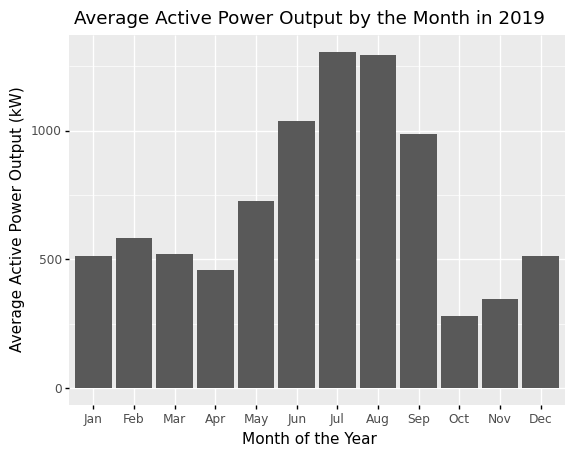 Average Active Power Output by the Month in 2019
Average Active Power Output (kW)
1000
500
0
Jan Feb Mar Apr May Jun Jul Aug Sep Oct Nov Dec
Month of the Year